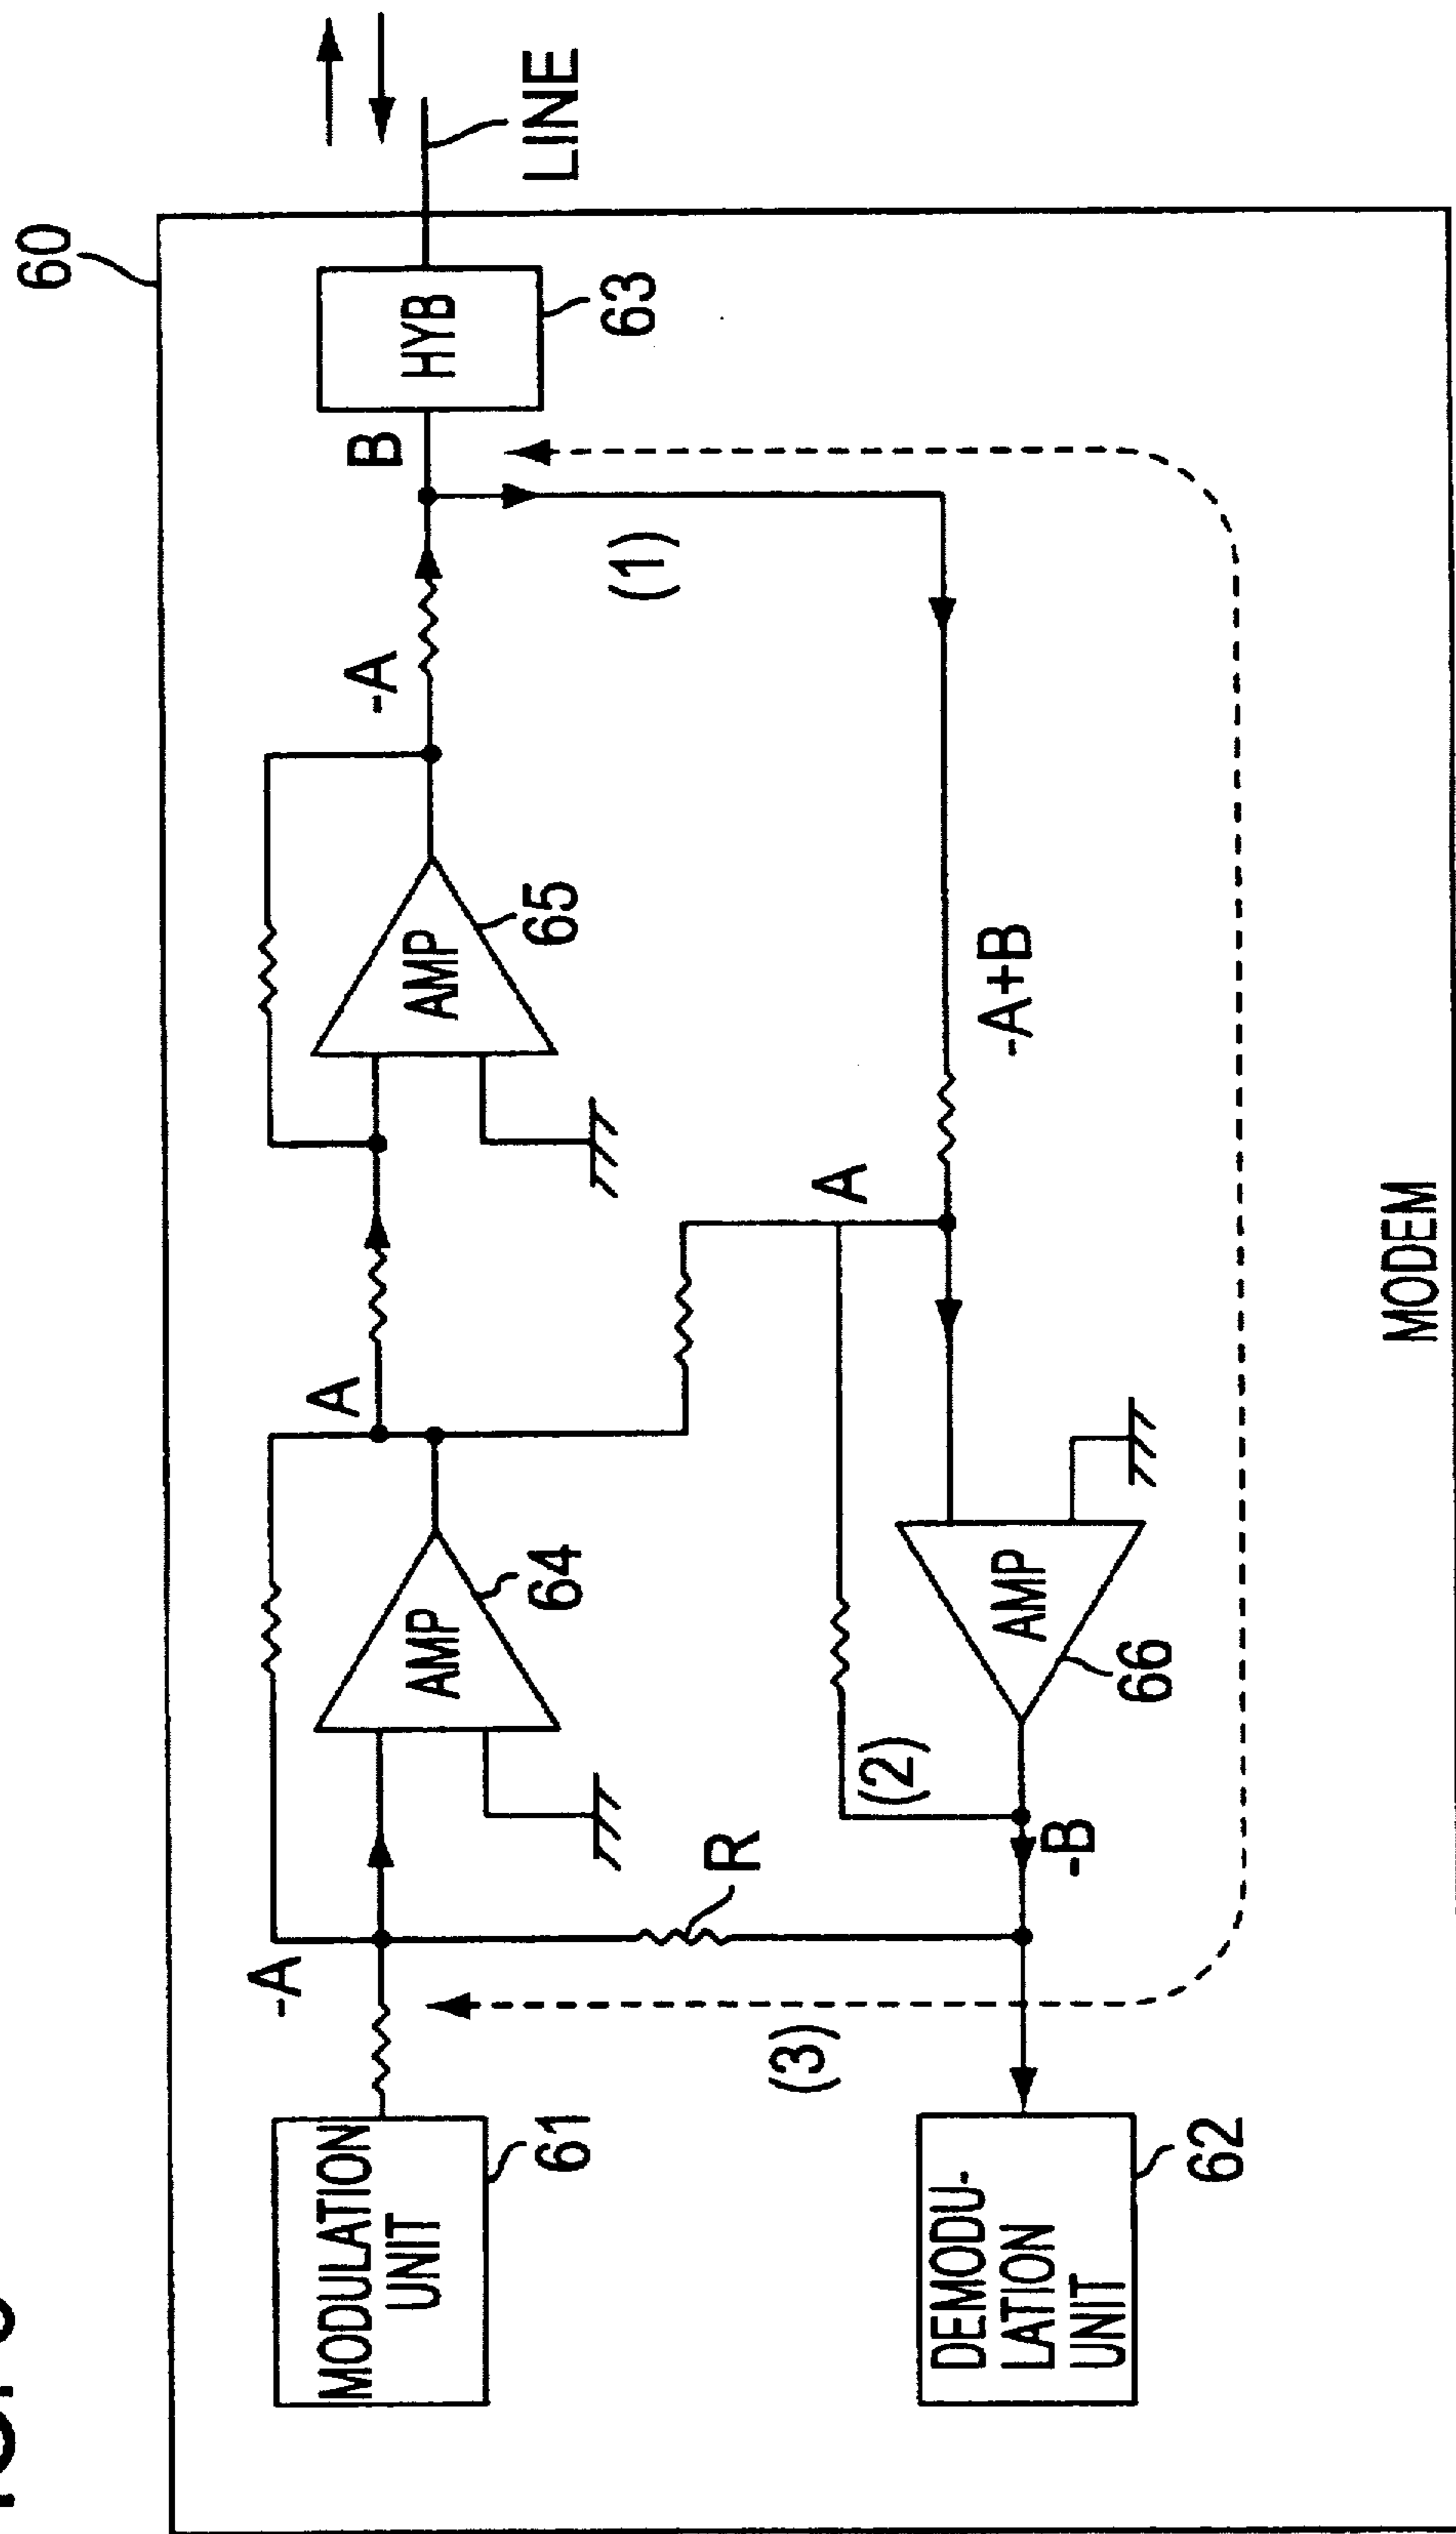 60
-A
A
-A
B
MODULATION
UNIT
61
AMP
64
AMP
65
HYB
63
LINE
(1)
R
(3)
(2)
A
-A+B
DEMODU-
LATION
UNIT
62
-B
AMP
66
MODEM